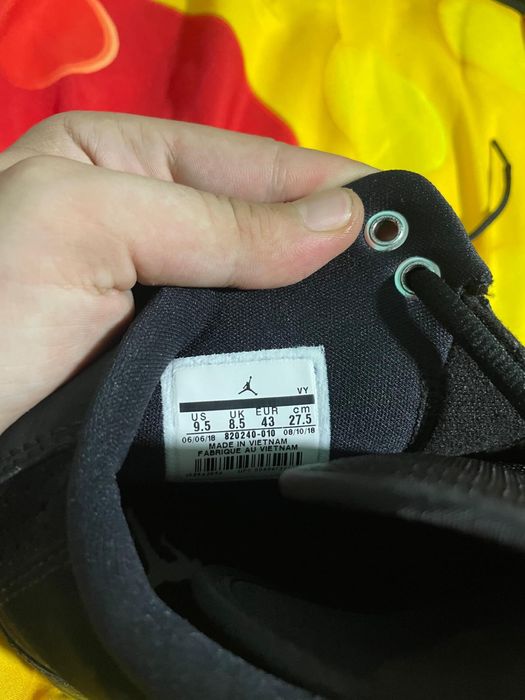 VY
US UK EUR cm
9.5 8.5 43 27.5
06/06/18 820240-010 08/10/18
MADE IN VIETNAM
FABRIQUE AU VIETNAM
UPC